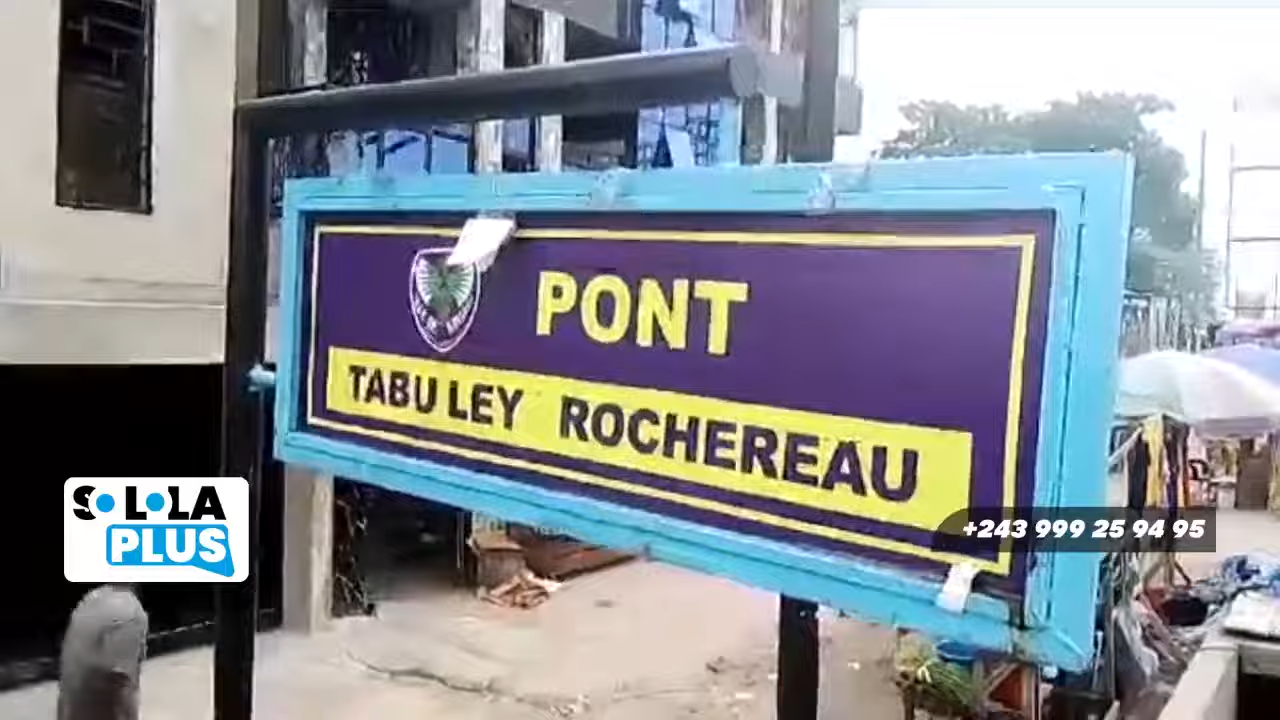 PONT
TABU LEY ROCHEREAU
SOLOLA
PLUS
+243 999 25 94 95